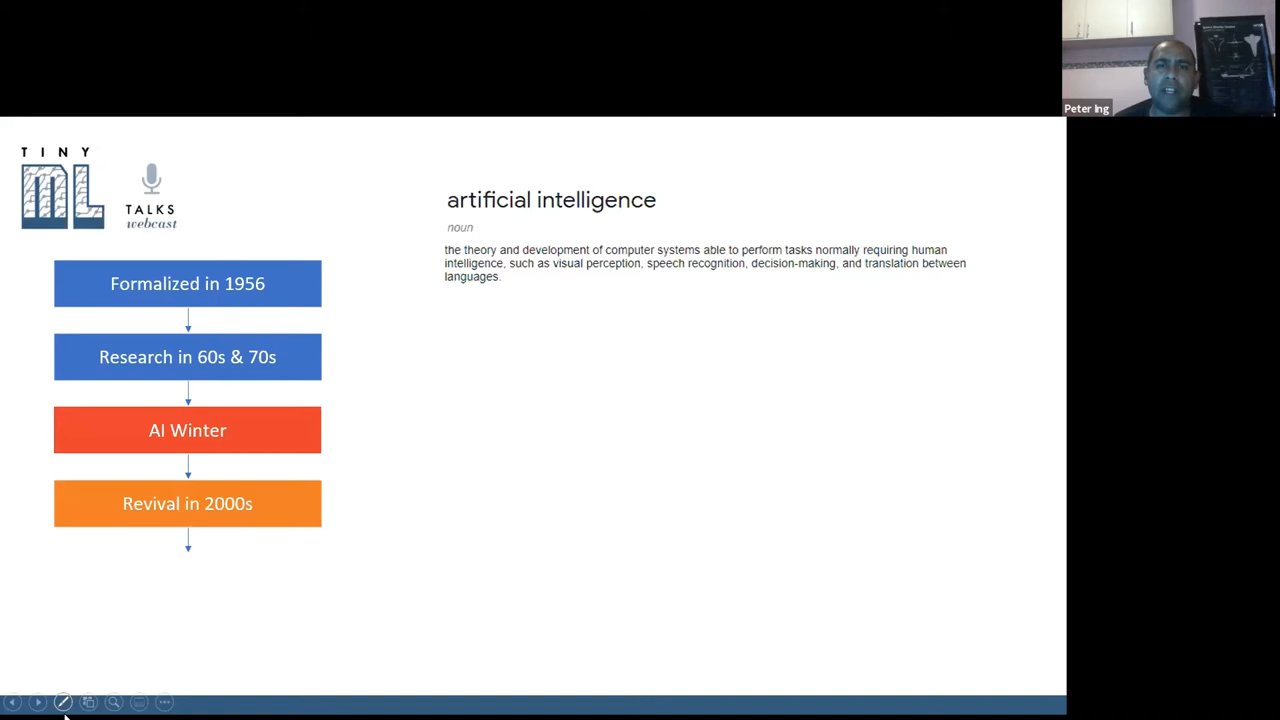 Peter Ing
TINY
ML
TALKS
webcast
artificial intelligence
noun
the theory and development of computer systems able to perform tasks normally requiring human
intelligence, such as visual perception, speech recognition, decision-making, and translation between
languages.
Formalized in 1956
Research in 60s & 70s
AI Winter
Revival in 2000s